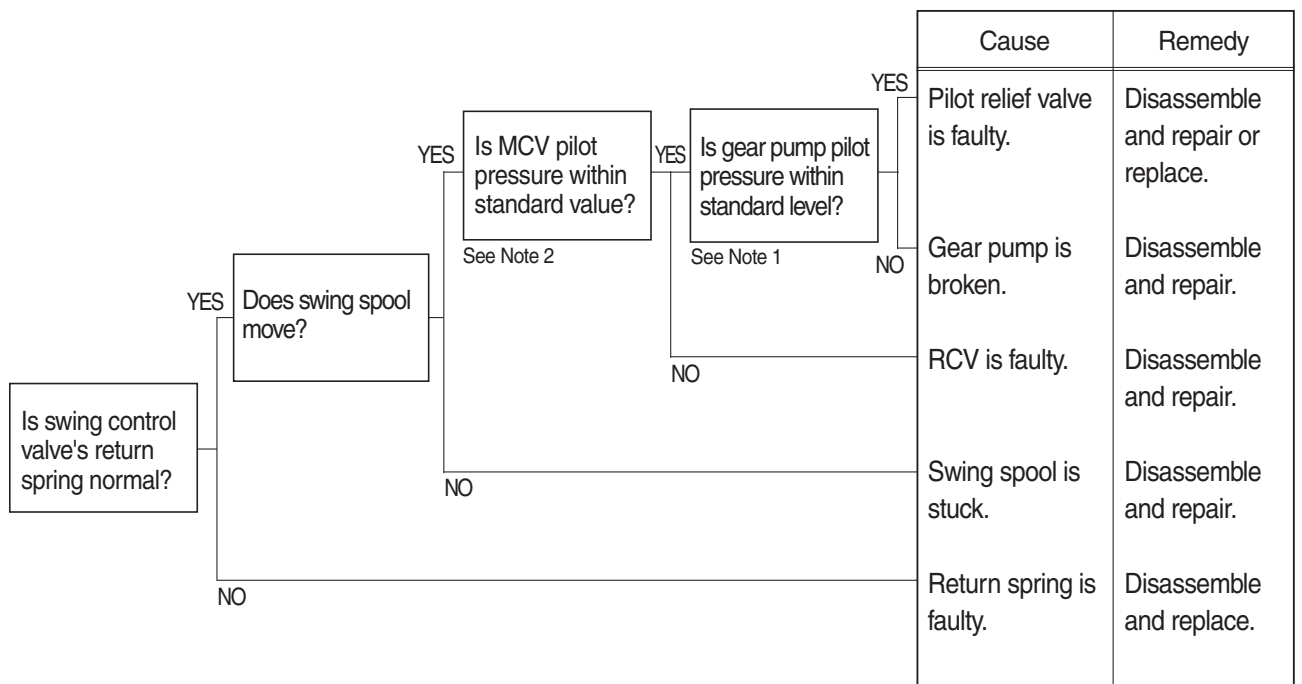 Cause
Remedy
YES
Pilot relief valve
is faulty.
Disassemble
and repair or
replace.
YES
Is MCV pilot
pressure within
standard value?
See Note 2
YES
Is gear pump pilot
pressure within
standard level?
See Note 1
NO
Gear pump is
broken.
Disassemble
and repair.
YES
Does swing spool
move?
NO
RCV is faulty.
Disassemble
and repair.
Is swing control
valve's return
spring normal?
NO
Swing spool is
stuck.
Disassemble
and repair.
NO
Return spring is
faulty.
Disassemble
and replace.